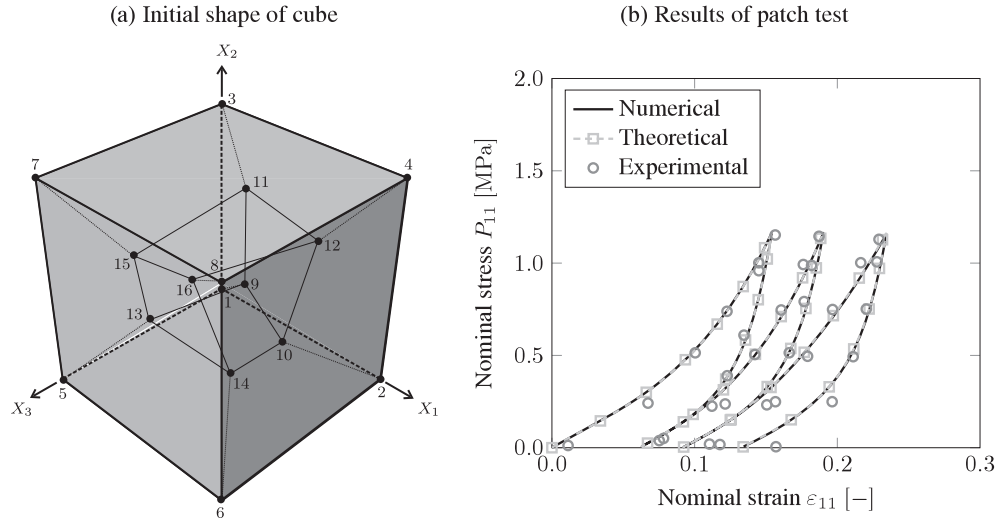 (a) Initial shape of cube
X₂
3
7
4
11
12
15
8
16
9
1
13
10
14
5
2
X₃
X₁
6
(b) Results of patch test
Nominal stress P₁₁ [MPa]
2.0
1.5
1.0
0.5
0.0
Numerical
Theoretical
Experimental
0.0
0.1
0.2
0.3
Nominal strain ε₁₁ [−]